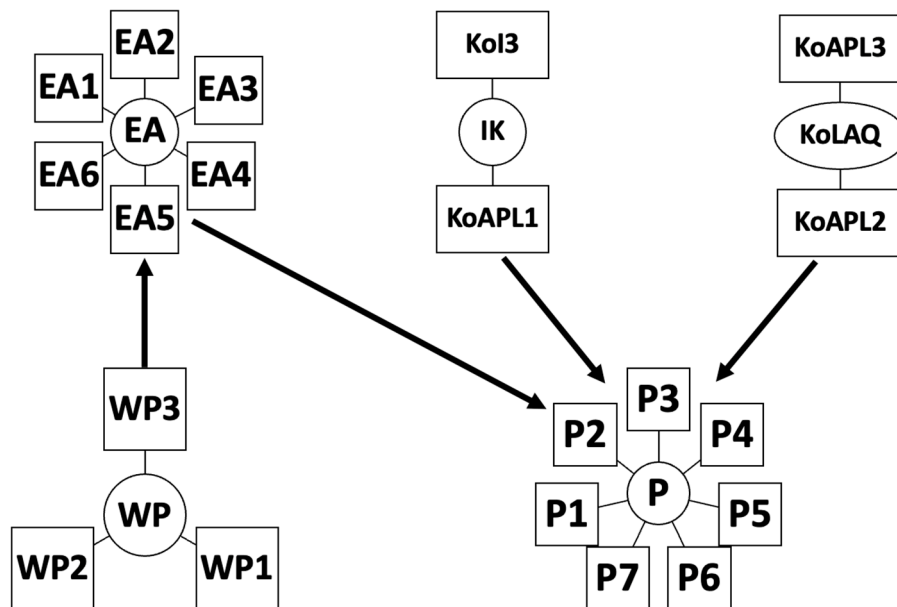 EA2
EA1
EA3
EA
EA6
EA4
EA5
KoI3
IK
KoAPL1
KoAPL3
KoLAQ
KoAPL2
WP3
WP
WP2
WP1
P3
P2
P4
P
P1
P5
P7
P6